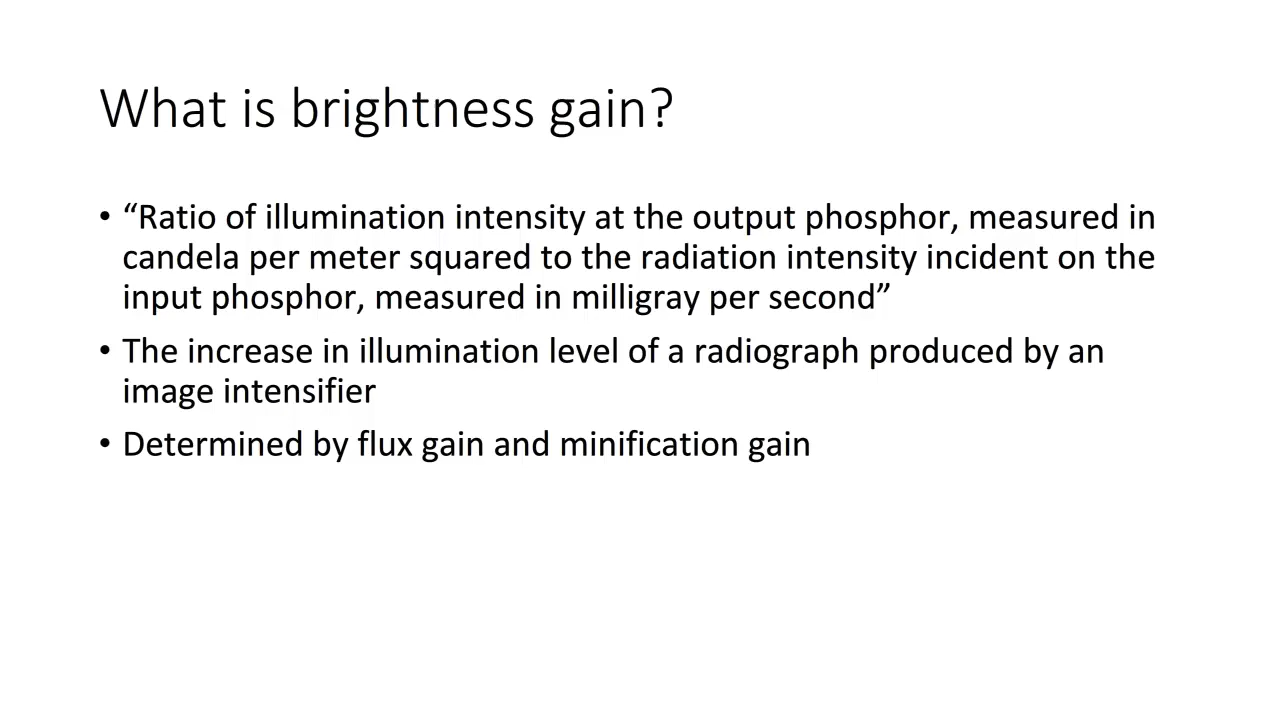 What is brightness gain?
• “Ratio of illumination intensity at the output phosphor, measured in
candela per meter squared to the radiation intensity incident on the
input phosphor, measured in milligray per second”
• The increase in illumination level of a radiograph produced by an
image intensifier
• Determined by flux gain and minification gain